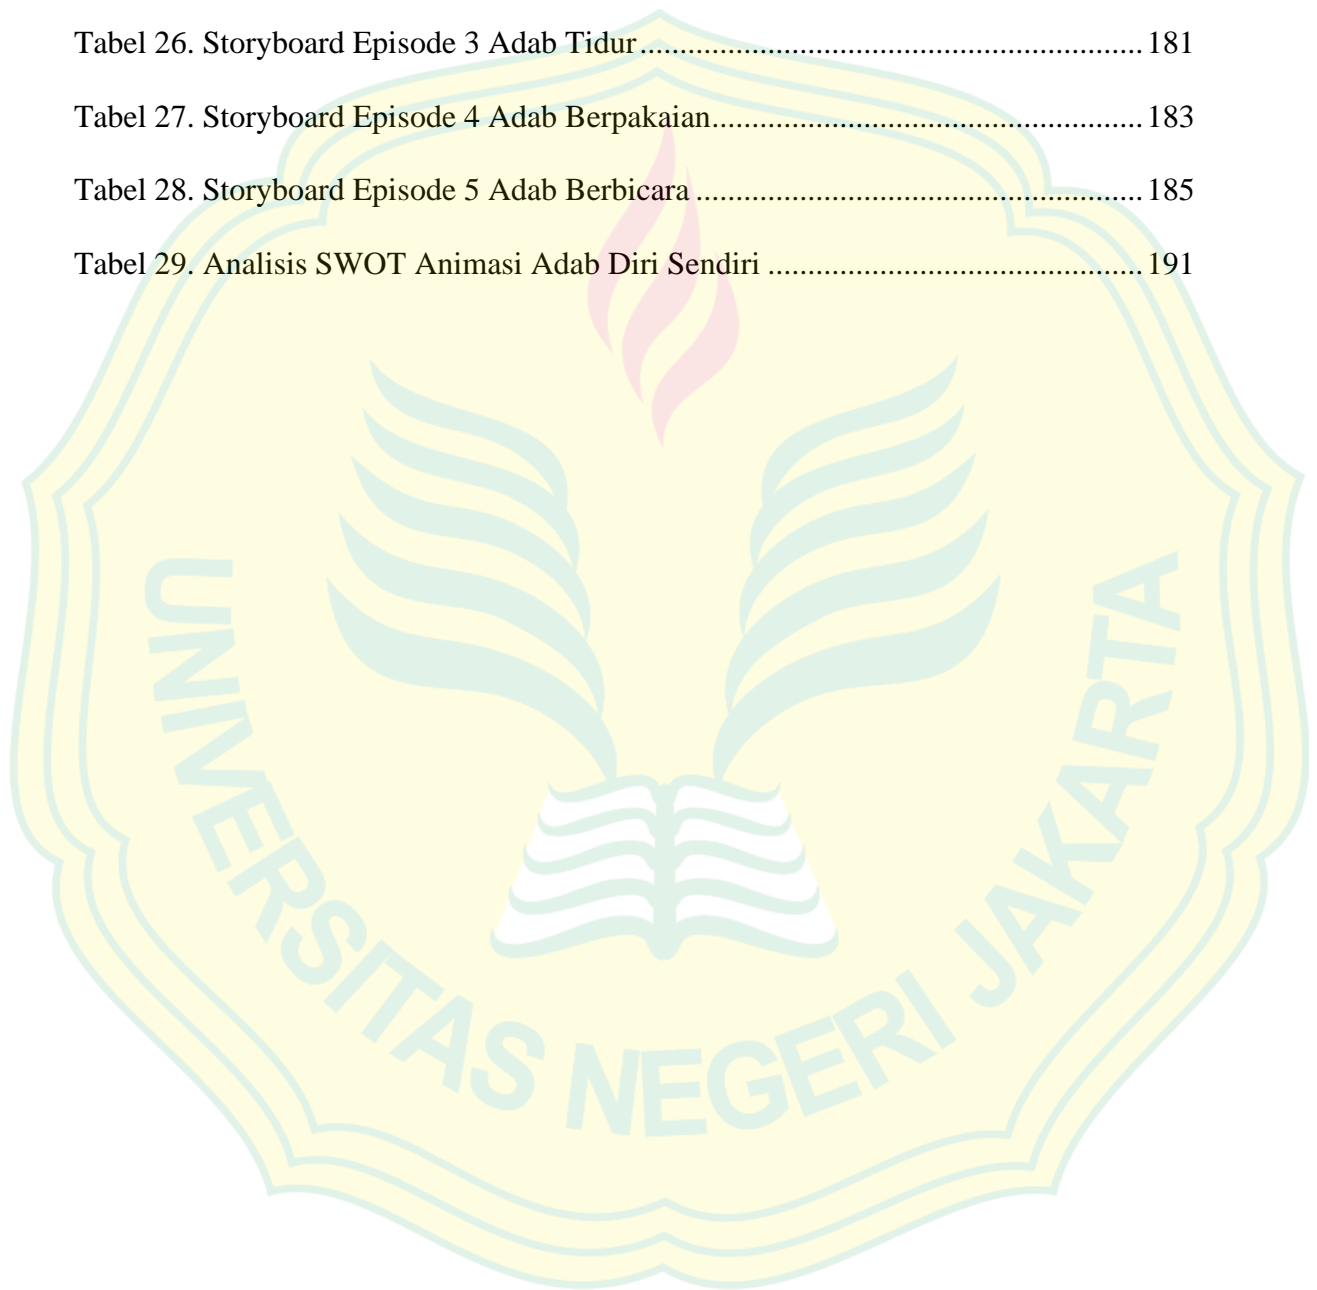 Tabel 26. Storyboard Episode 3 Adab Tidur ................................................................ 181
Tabel 27. Storyboard Episode 4 Adab Berpakaian....................................................... 183
Tabel 28. Storyboard Episode 5 Adab Berbicara ......................................................... 185
Tabel 29. Analisis SWOT Animasi Adab Diri Sendiri ............................................... 191
UNIVERSITAS NEGERI JAKARTA